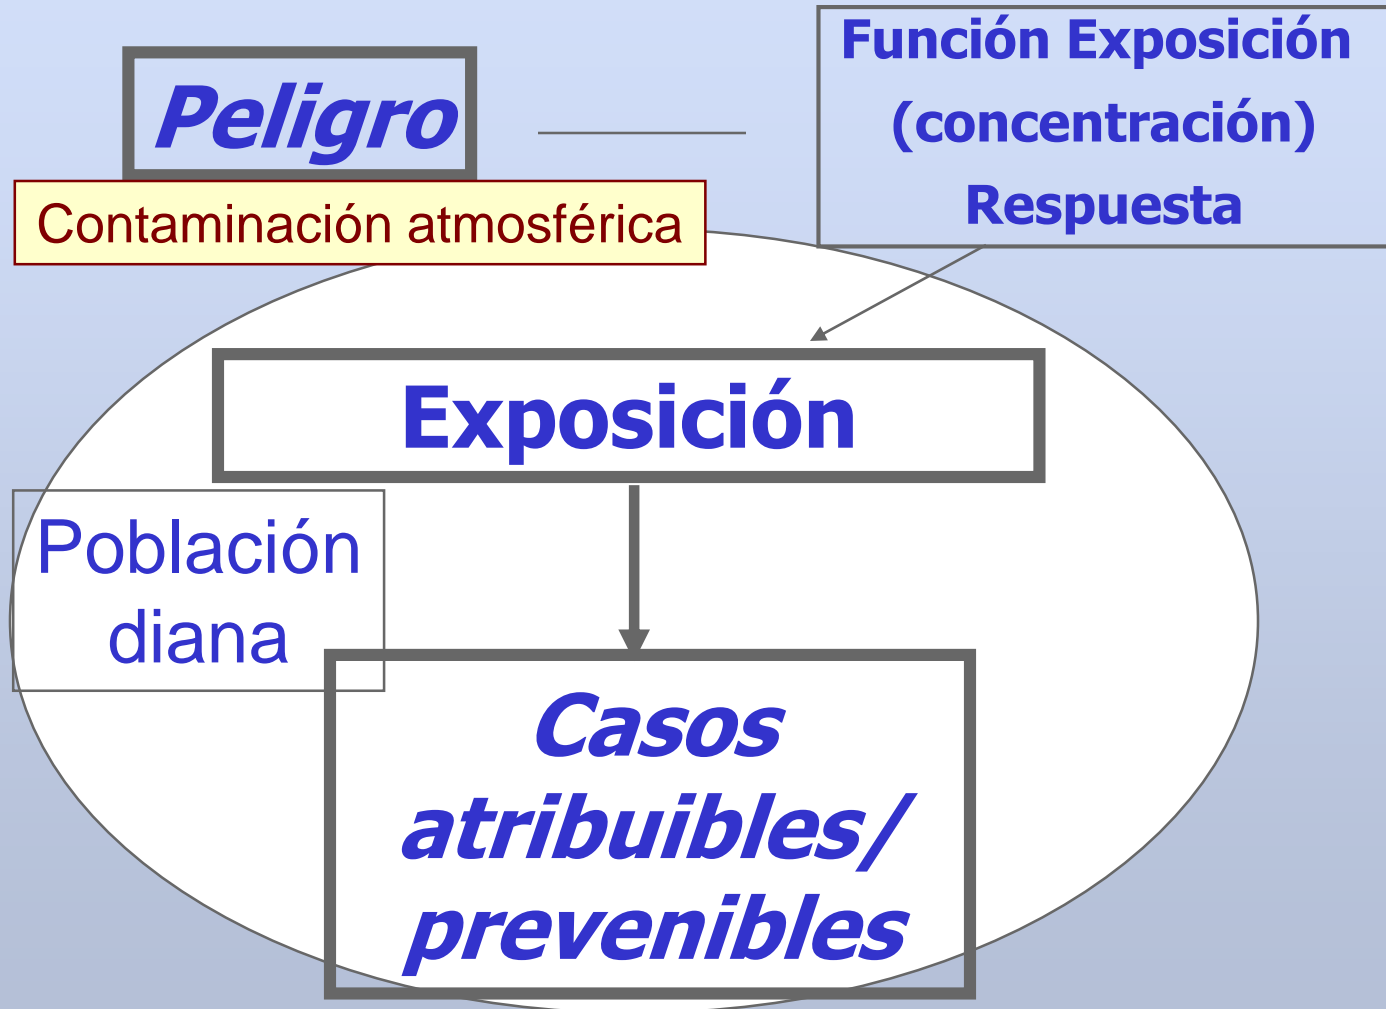 Peligro
Función Exposición
(concentración)
Respuesta
Contaminación atmosférica
Exposición
Población
diana
Casos
atribuibles/
prevenibles